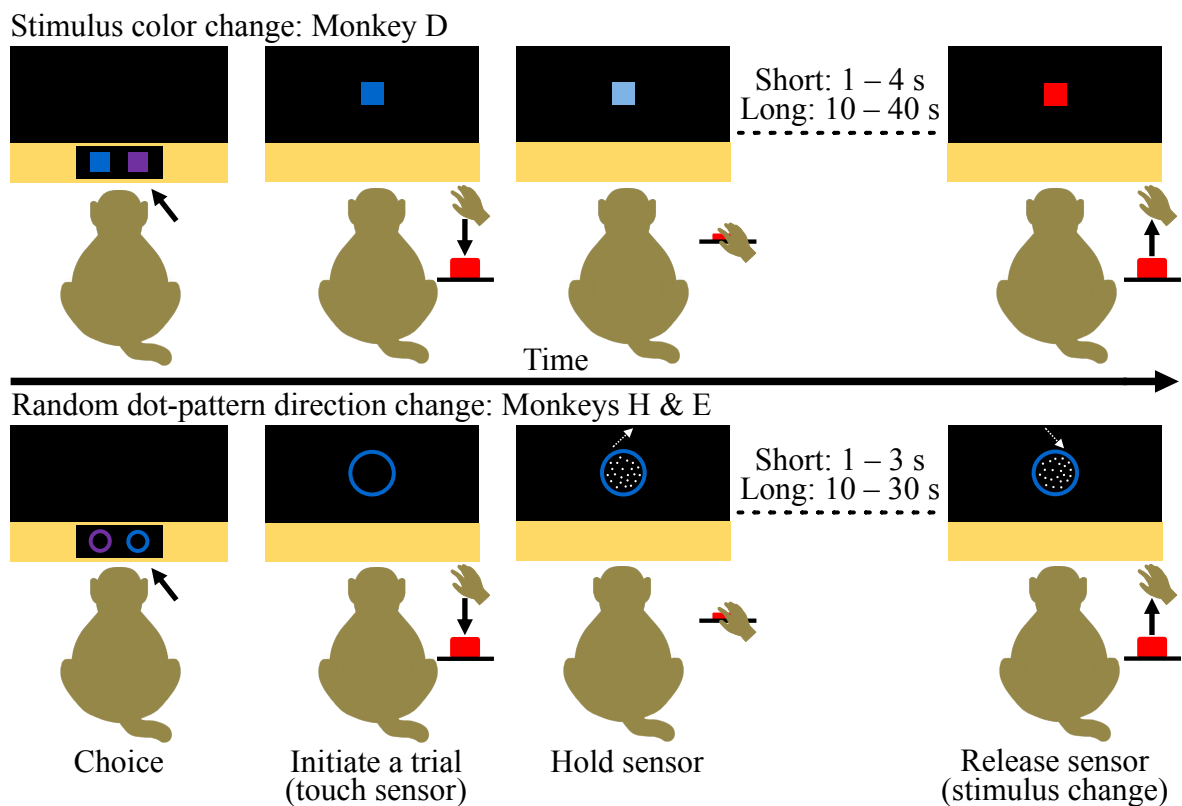 Stimulus color change: Monkey D
Short: 1 – 4 s
Long: 10 – 40 s
Time
Random dot-pattern direction change: Monkeys H & E
Short: 1 – 3 s
Long: 10 – 30 s
Choice
Initiate a trial
(touch sensor)
Hold sensor
Release sensor
(stimulus change)